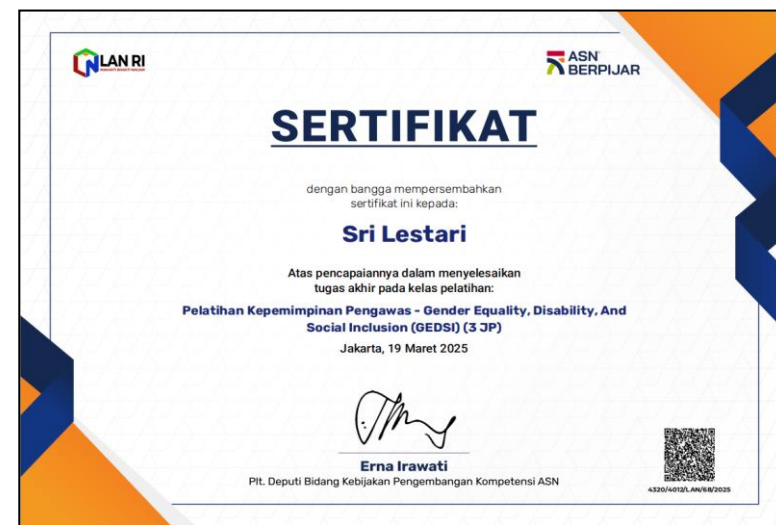 LAN RI
ASN
BERPIJAR
SERTIFIKAT
dengan bangga mempersembahkan
sertifikat ini kepada:
Sri Lestari
Atas pencapaiannya dalam menyelesaikan
tugas akhir pada kelas pelatihan:
Pelatihan Kepemimpinan Pengawas - Gender Equality, Disability, And
Social Inclusion (GEDSI) (3 JP)
Jakarta, 19 Maret 2025
Erna Irawati
Plt. Deputi Bidang Kebijakan Pengembangan Kompetensi ASN
4320/4012/LAN/68/2025